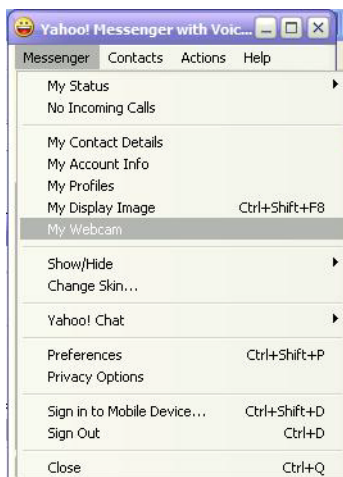 Yahoo! Messenger with Voic...
Messenger Contacts Actions Help
My Status
No Incoming Calls
My Contact Details
My Account Info
My Profiles
My Display Image Ctrl+Shift+F8
My Webcam
Show/Hide
Change Skin...
Yahoo! Chat
Preferences Ctrl+Shift+P
Privacy Options
Sign in to Mobile Device... Ctrl+Shift+D
Sign Out Ctrl+D
Close Ctrl+Q